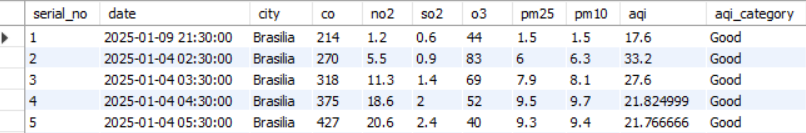 serial_no date city co no2 so2 o3 pm25 pm10 aqi aqi_category
1 2025-01-09 21:30:00 Brasilia 214 1.2 0.6 44 1.5 1.5 17.6 Good
2 2025-01-04 02:30:00 Brasilia 270 5.5 0.9 83 6 6.3 33.2 Good
3 2025-01-04 03:30:00 Brasilia 318 11.3 1.4 69 7.9 8.1 27.6 Good
4 2025-01-04 04:30:00 Brasilia 375 18.6 2 52 9.5 9.7 21.824999 Good
5 2025-01-04 05:30:00 Brasilia 427 20.6 2.4 40 9.3 9.4 21.766666 Good